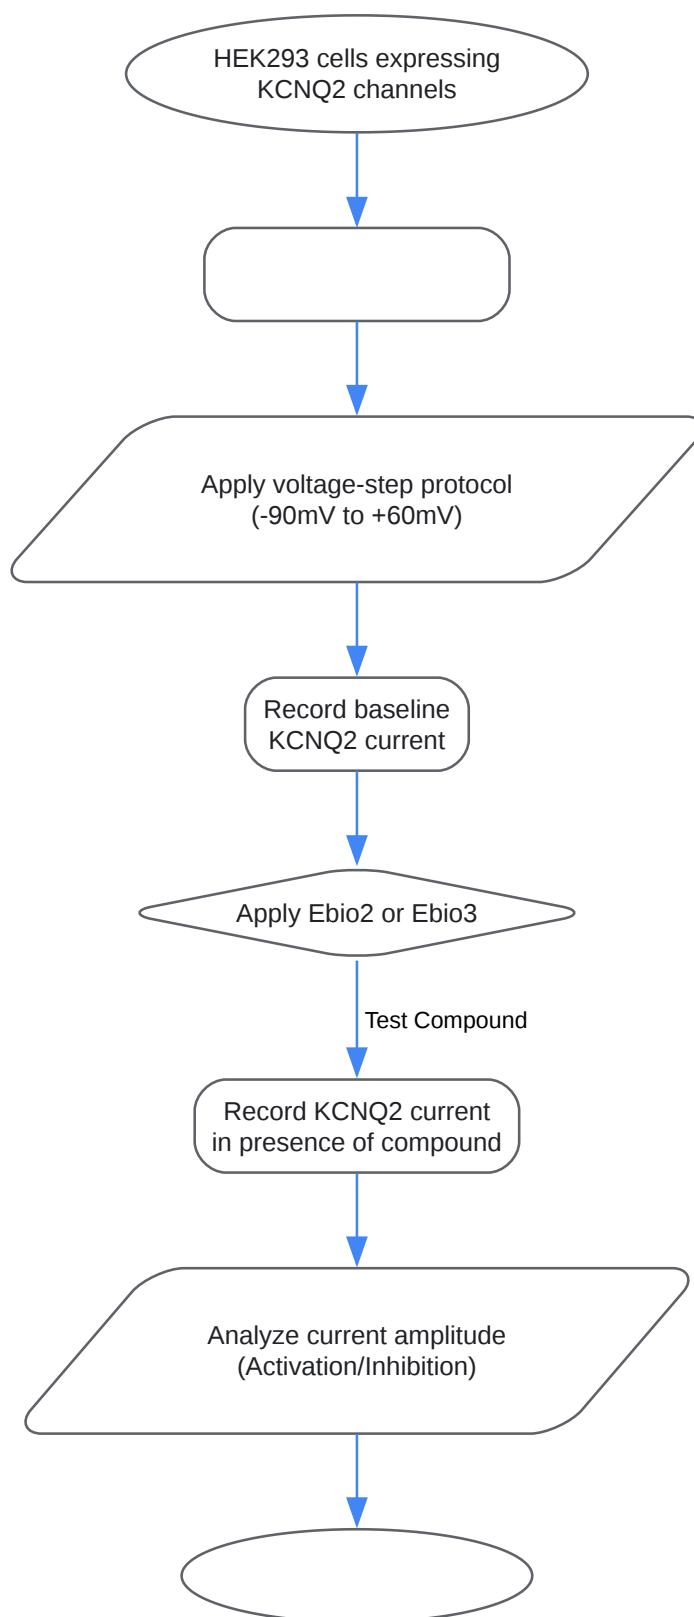 HEK293 cells expressing
KCNQ2 channels
Apply voltage-step protocol
(-90mV to +60mV)
Record baseline
KCNQ2 current
Apply Ebio2 or Ebio3
Test Compound
Record KCNQ2 current
in presence of compound
Analyze current amplitude
(Activation/Inhibition)